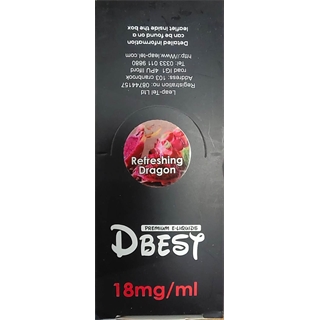 Detailed information
can be found on a
leaflet inside the box
Leap-Tel Ltd
Registration no: 08744157
Address: 103 cranbrook
road IG1 4PU Ilford
Tel 0333 011 9880
http://Www.leap-tel.com
Refreshing
Dragon
PREMIUM E-LIQUIDS
DBEST
18mg/ml